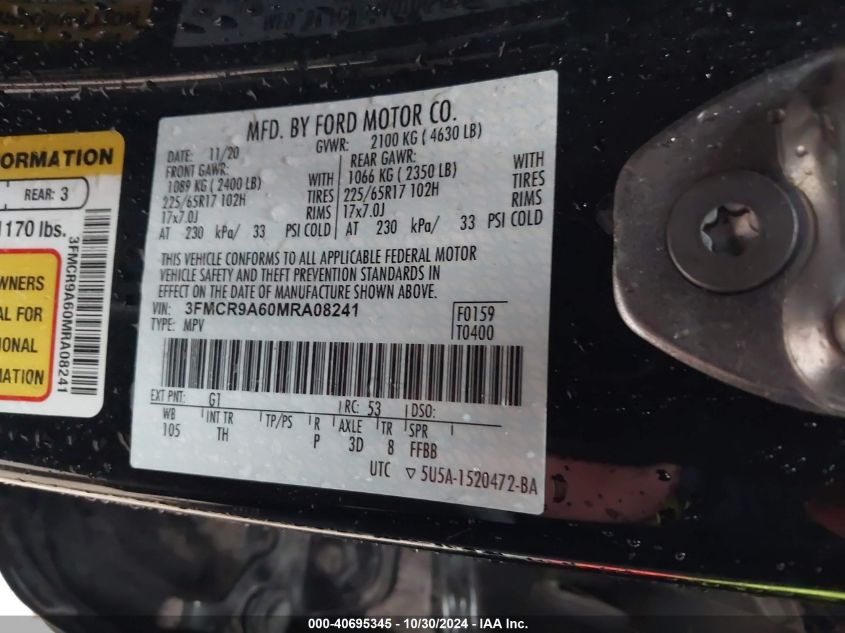 MFD. BY FORD MOTOR CO.
DATE: 11/20 GVWR: 2100 KG ( 4630 LB)
FRONT GAWR: REAR GAWR:
1089 KG ( 2400 LB) WITH 1066 KG ( 2350 LB) WITH
225/65R17 102H TIRES 225/65R17 102H TIRES
17x7.0J RIMS 17x7.0J RIMS
AT 230 kPa/ 33 PSI COLD AT 230 kPa/ 33 PSI COLD
THIS VEHICLE CONFORMS TO ALL APPLICABLE FEDERAL MOTOR
VEHICLE SAFETY AND THEFT PREVENTION STANDARDS IN
EFFECT ON THE DATE OF MANUFACTURE SHOWN ABOVE.
VIN: 3FMCR9A60MRA08241 F0159
TYPE: MPV T0400
EXT PNT: G1 RC: 53 DSO:
WB INT TR TP/PS R AXLE TR SPR
105 TH P 3D 8 FFBB
UTC ▽ 5U5A-1520472-BA
ORMATION
REAR: 3
1170 lbs.
WNERS
AL FOR
IONAL
MATION
3FMCR9A60MRA08241
000-40695345 - 10/30/2024 - IAA Inc.